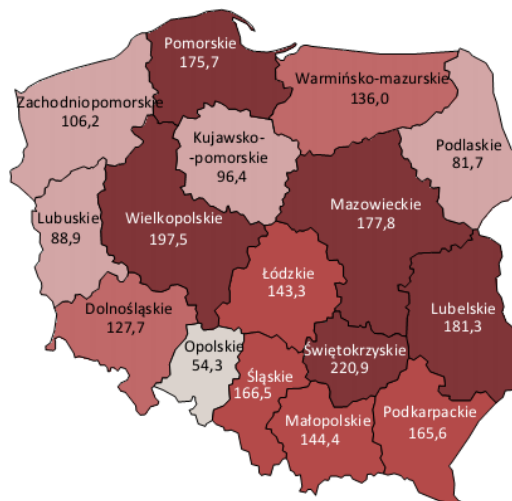 Pomorskie
175,7
Warmińsko-mazurskie
136,0
Zachodniopomorskie
106,2
Kujawsko-
-pomorskie
96,4
Podlaskie
81,7
Lubuskie
88,9
Wielkopolskie
197,5
Mazowieckie
177,8
Łódzkie
143,3
Dolnośląskie
127,7
Lubelskie
181,3
Opolskie
54,3
Śląskie
166,5
Świętokrzyskie
220,9
Małopolskie
144,4
Podkarpackie
165,6